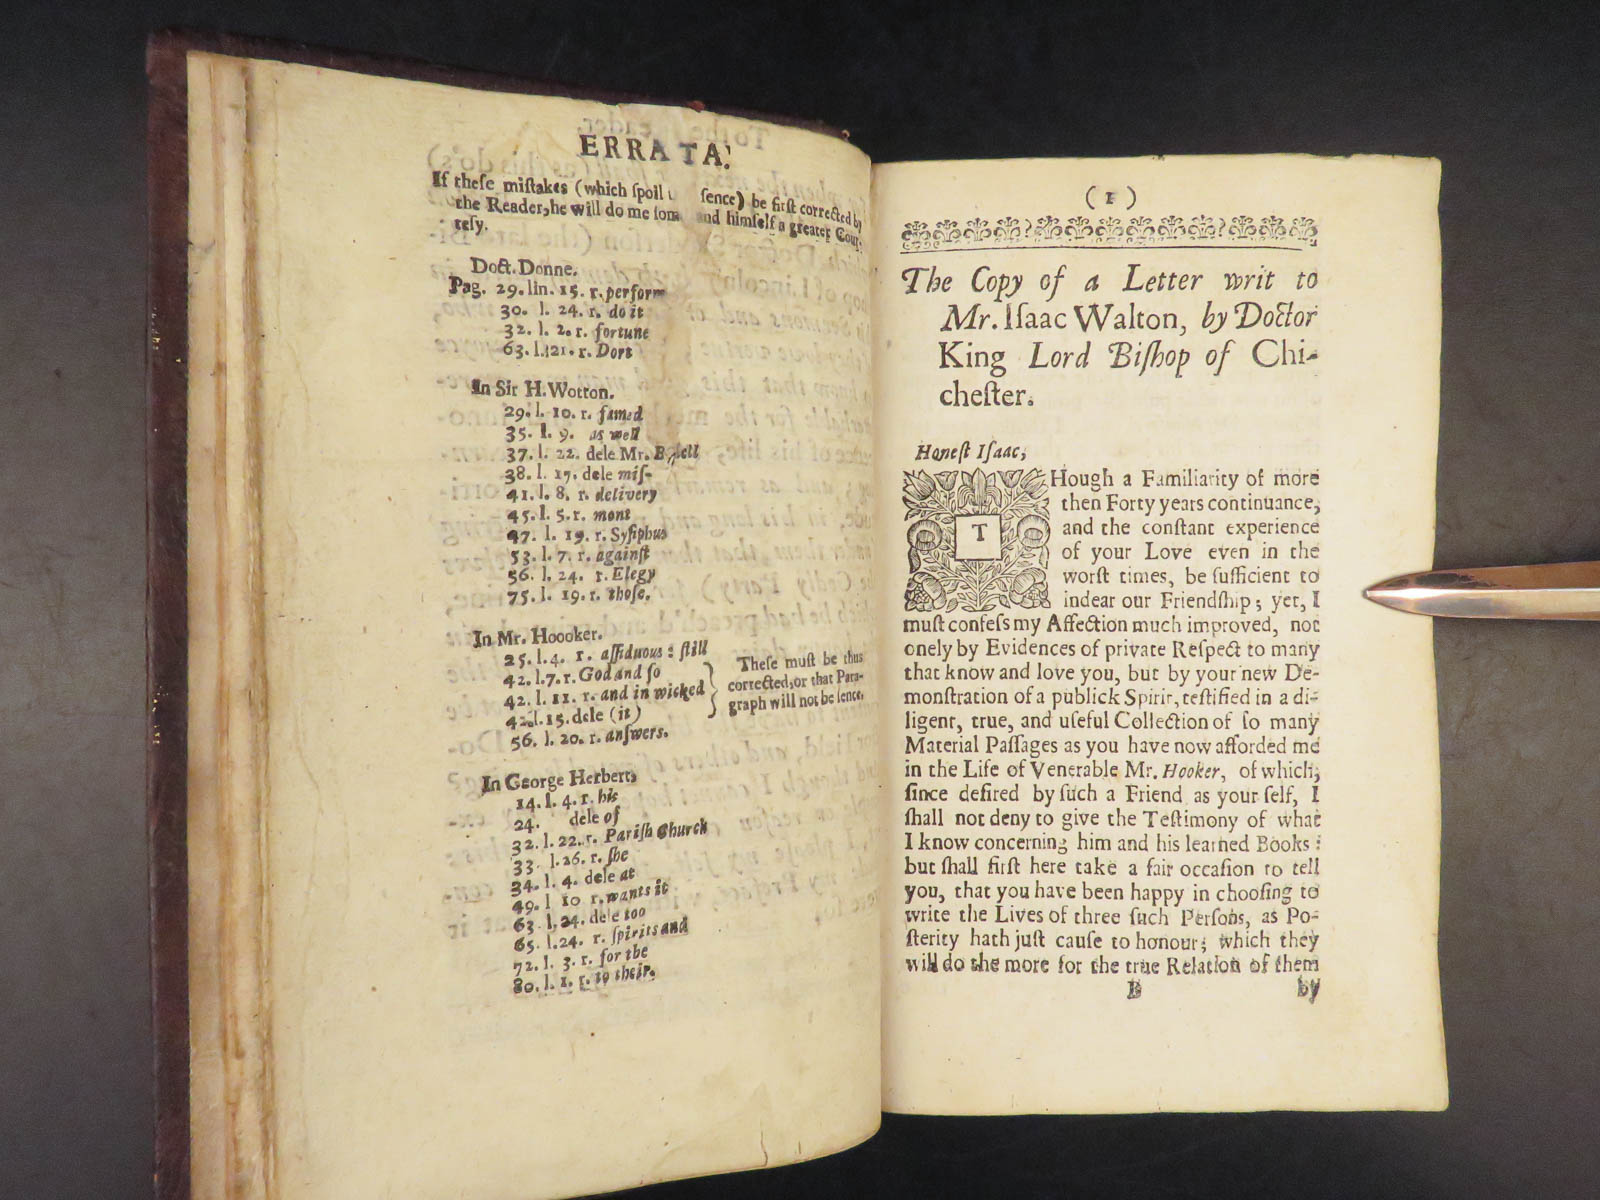 ERRATA.
If theſe miſtakes (which ſpoil ſence) be firſt corrected by
the Reader, he will do me and himſelf a greater Cour-
teſy.
Doct. Donne.
Pag. 29. lin. 15. r. perform
30. l. 24. r. do it
32. l. 2. r. fortune
63. l. 21. r. Dort
In Sir H. Wotton.
29. l. 10. r. famed
35. l. 9. as well
37. l. 22. dele Mr.
38. l. 17. dele miſ-
41. l. 8. r. delivery
45. l. 5. r. mont
47. l. 19. r. Syſiphus
53. l. 7. r. againſt
56. l. 24. r. Elegy
75. l. 19. r. thoſe.
In Mr. Hoooker.
25. l. 4. r. aſſiduous: ſtill
42. l. 7. r. God and ſo
42. l. 11. r. and in wicked
42. l. 15. dele (it)
56. l. 20. r. anſwers.
Theſe muſt be thus
corrected, or that Para-
graph will not be ſence.
In George Herbert,
14. l. 4. r. his
24. dele of
32. l. 22. r. Pariſh Church
33. l. 26. r. ſhe
34. l. 4. dele at
49. l 10 r. wants it
63. l. 24. dele too
65. l. 24. r. ſpirits and
72. l. 3. r. for the
80. l. 1. r. to their.
(1)
The Copy of a Letter writ to
Mr. Iſaac Walton, by Doctor
King Lord Biſhop of Chi-
cheſter.
Honeſt Iſaac,
THough a Familiarity of more
then Forty years continuance,
and the conſtant experience
of your Love even in the
worſt times, be ſufficient to
indear our Friendſhip; yet, I
muſt confeſs my Affection much improved, not
onely by Evidences of private Reſpect to many
that know and love you, but by your new De-
monſtration of a publick Spirit, teſtified in a di-
ligent, true, and uſeful Collection of ſo many
Material Paſſages as you have now afforded me
in the Life of Venerable Mr. Hooker, of which,
ſince deſired by ſuch a Friend as your ſelf, I
ſhall not deny to give the Teſtimony of what
I know concerning him and his learned Books:
but ſhall firſt here take a fair occaſion to tell
you, that you have been happy in chooſing to
write the Lives of three ſuch Perſons, as Po-
ſterity hath juſt cauſe to honour; which they
will do the more for the true Relation of them
B by